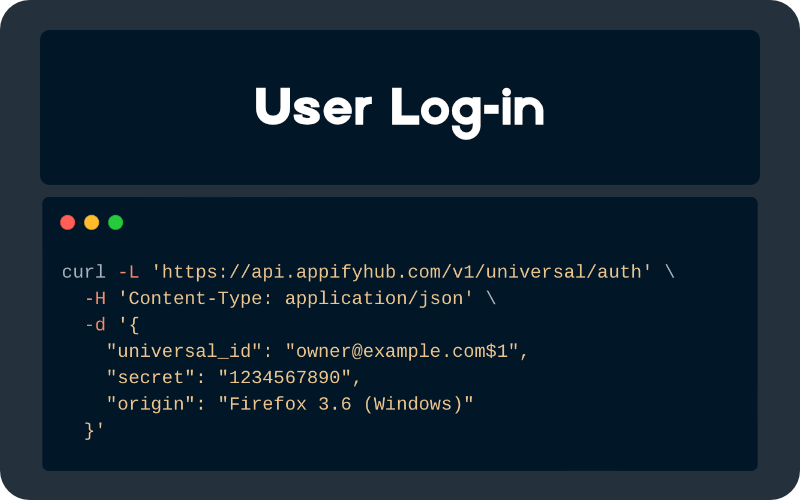 User Log-in
curl -L 'https://api.appifyhub.com/v1/universal/auth' \
  -H 'Content-Type: application/json' \
  -d '{
    "universal_id": "owner@example.com$1",
    "secret": "1234567890",
    "origin": "Firefox 3.6 (Windows)"
  }'